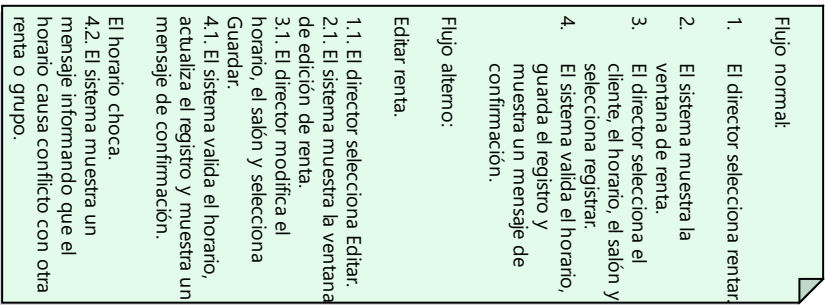 Flujo normal:
1. El director selecciona rentar.
2. El sistema muestra la
ventana de renta.
3. El director selecciona el
cliente, el horario, el salón y
selecciona registrar.
4. El sistema valida el horario,
guarda el registro y
muestra un mensaje de
confirmación.
Flujo alterno:
Editar renta.
1.1. El director selecciona Editar.
2.1. El sistema muestra la ventana
de edición de renta.
3.1. El director modifica el
horario, el salón y selecciona
Guardar.
4.1. El sistema valida el horario,
actualiza el registro y muestra un
mensaje de confirmación.
El horario choca.
4.2. El sistema muestra un
mensaje informando que el
horario causa conflicto con otra
renta o grupo.